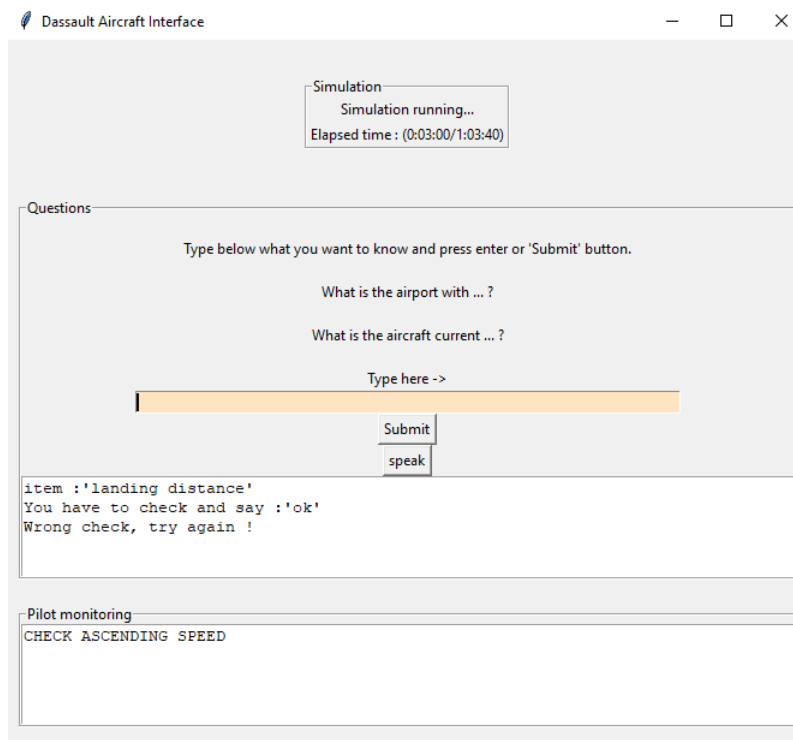 Dassault Aircraft Interface
Simulation
Simulation running...
Elapsed time : (0:03:00/1:03:40)
Questions
Type below what you want to know and press enter or 'Submit' button.
What is the airport with ... ?
What is the aircraft current ... ?
Type here ->
Submit
speak
item :'landing distance'
You have to check and say :'ok'
Wrong check, try again !
Pilot monitoring
CHECK ASCENDING SPEED